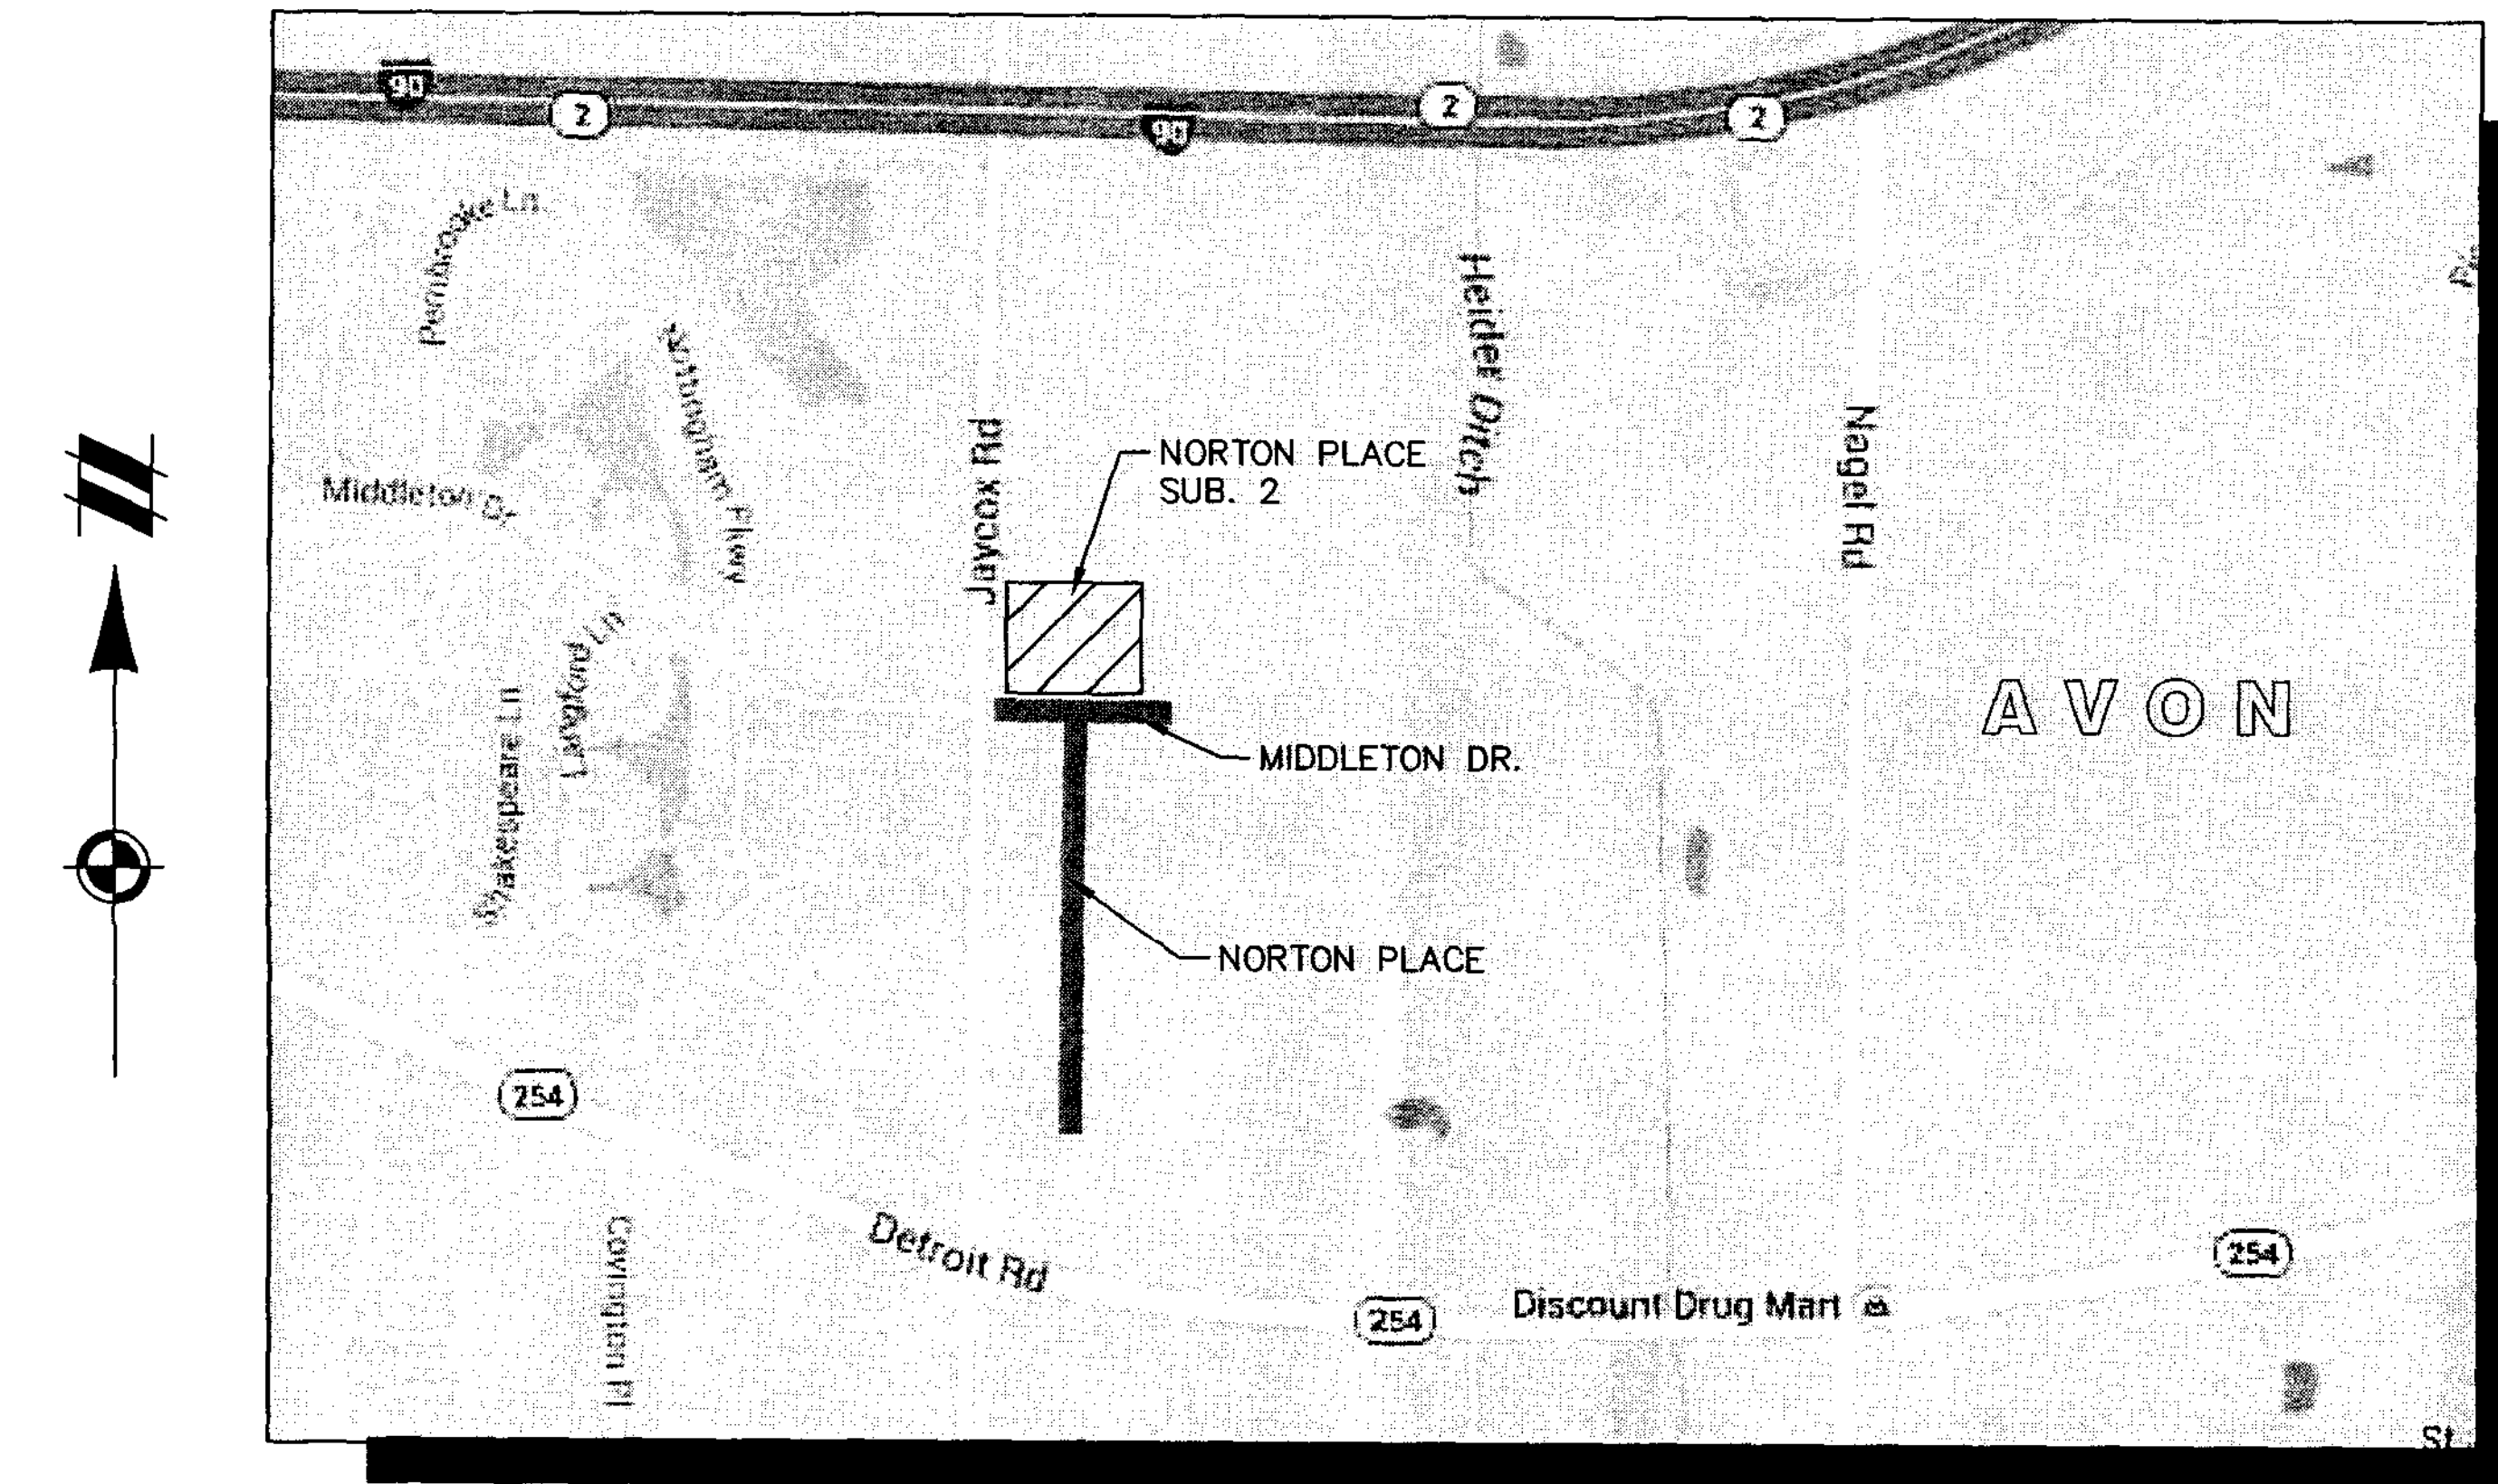 90
2
90
2
2
Pembrooke Ln
Heider Ditch
Nagel Rd
Jaycox Rd
NORTON PLACE
SUB. 2
Middleton Dr
Langford Ln
Shakespeare Ln
AVON
MIDDLETON DR.
NORTON PLACE
254
Detroit Rd
Covington Pl
254
Discount Drug Mart
254
St
N